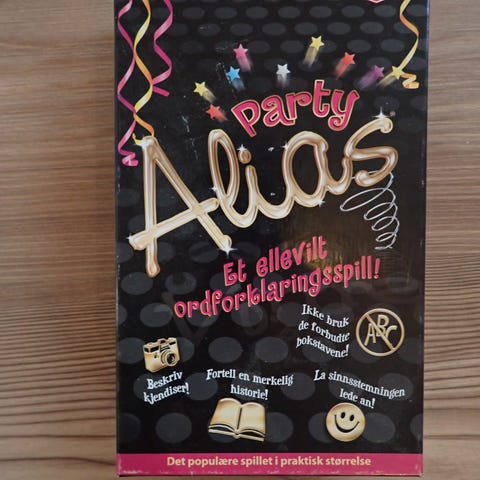 Party
Alias
Et ellevilt
ordforklaringsspill!
Ikke bruk
de forbudte
bokstavene!
ABC
Beskriv
kjendiser!
Fortell en merkelig
historie!
La sinnsstemningen
lede an!
Det populære spillet i praktisk størrelse